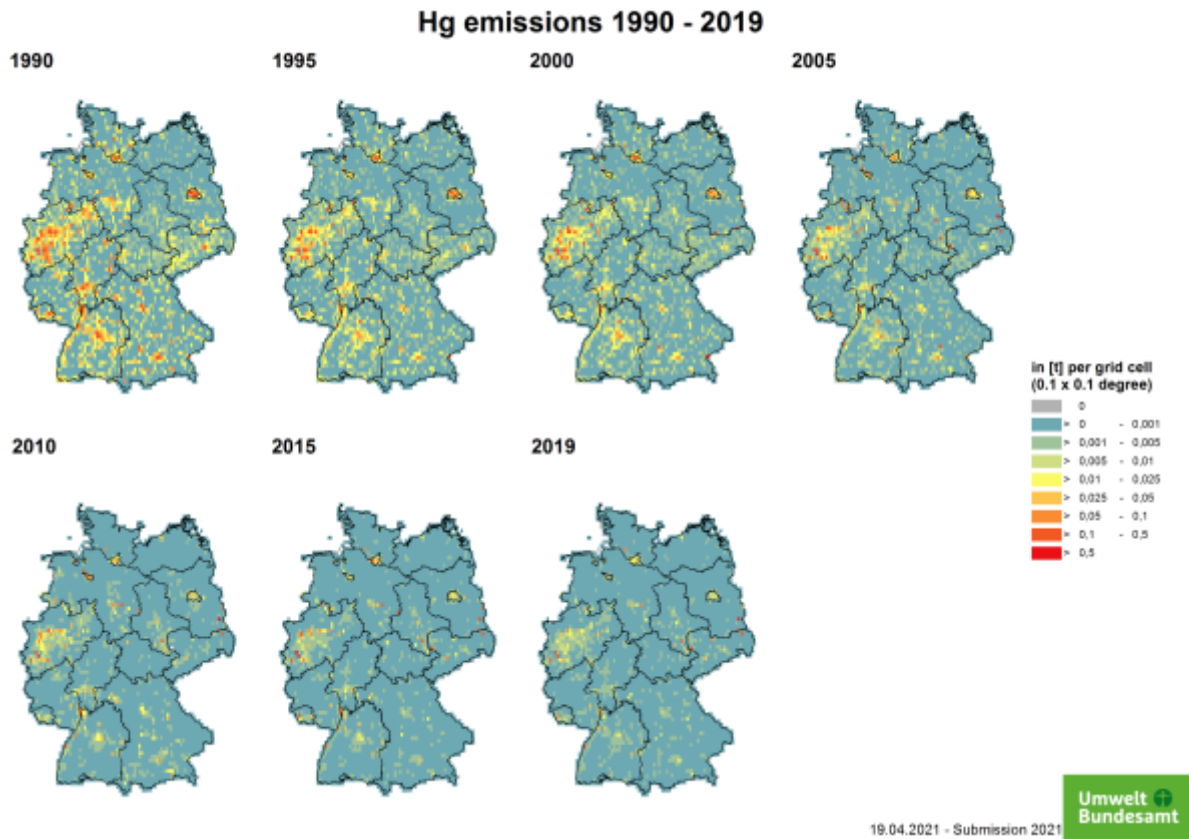 Hg emissions 1990 - 2019
1990
1995
2000
2005
in [t] per grid cell
(0.1 x 0.1 degree)
0
> 0 - 0,001
> 0,001 - 0,005
> 0,005 - 0,01
> 0,01 - 0,025
> 0,025 - 0,05
> 0,05 - 0,1
> 0,1 - 0,5
> 0,5
2010
2015
2019
Umwelt
Bundesamt
19.04.2021 - Submission 2021